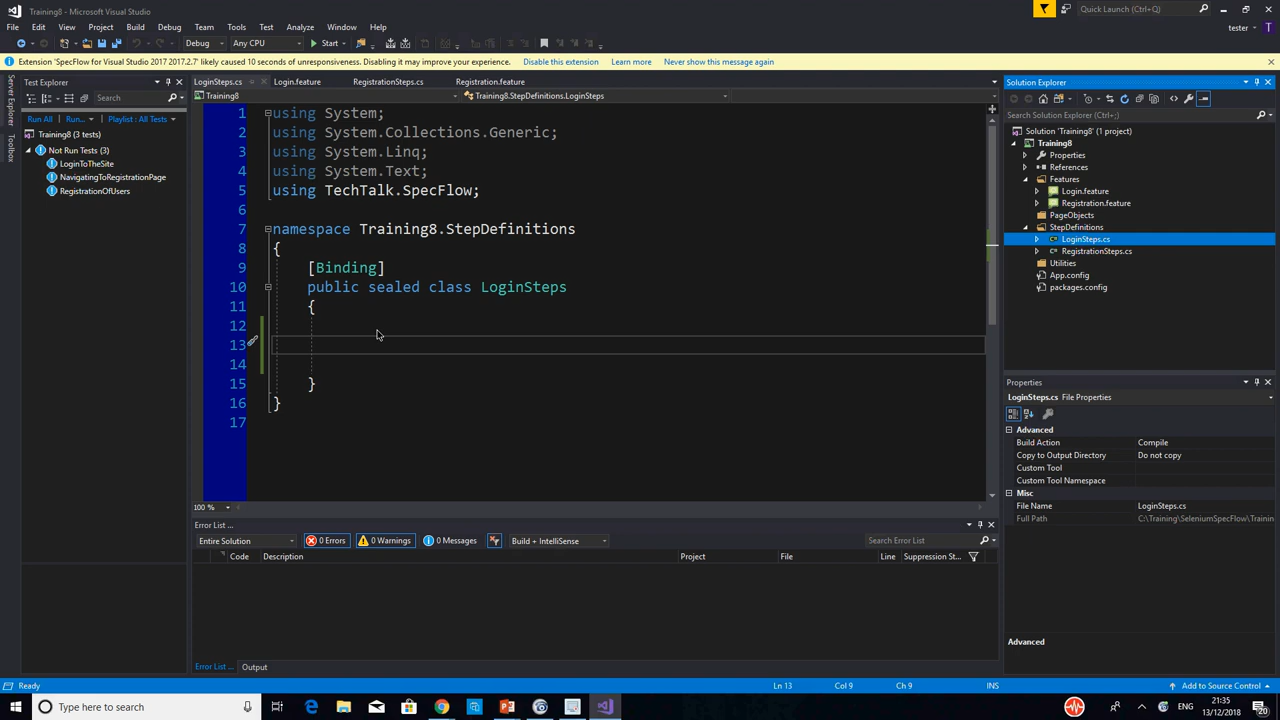 Training8 - Microsoft Visual Studio
Quick Launch (Ctrl+;)
File Edit View Project Build Debug Team Tools Test Analyze Window Help
tester T
Debug Any CPU Start
Extension 'SpecFlow for Visual Studio 2017 2017.2.7' likely caused 10 seconds of unresponsiveness. Disabling it may improve your experience. Disable this extension Learn more Never show this message again
Server Explorer
Toolbox
Test Explorer
Search
Run All Run... Playlist : All Tests
Training8 (3 tests)
Not Run Tests (3)
LoginToTheSite
NavigatingToRegistrationPage
RegistrationOfUsers
LoginSteps.cs Login.feature RegistrationSteps.cs Registration.feature
Training8 Training8.StepDefinitions.LoginSteps
1 using System;
2 using System.Collections.Generic;
3 using System.Linq;
4 using System.Text;
5 using TechTalk.SpecFlow;
6
7 namespace Training8.StepDefinitions
8 {
9 [Binding]
10 public sealed class LoginSteps
11 {
12
13
14
15 }
16 }
17
100 %
Error List ...
Entire Solution 0 Errors 0 Warnings 0 Messages Build + IntelliSense Search Error List
Code Description Project File Line Suppression St...
Error List ... Output
Solution Explorer
Search Solution Explorer (Ctrl+;)
Solution 'Training8' (1 project)
Training8
Properties
References
Features
Login.feature
Registration.feature
PageObjects
StepDefinitions
LoginSteps.cs
RegistrationSteps.cs
Utilities
App.config
packages.config
Properties
LoginSteps.cs File Properties
Advanced
Build Action Compile
Copy to Output Directory Do not copy
Custom Tool
Custom Tool Namespace
Misc
File Name LoginSteps.cs
Full Path C:\Training\SeleniumSpecFlow\Trainin
Advanced
Ready Ln 13 Col 9 Ch 9 INS Add to Source Control
Type here to search
ENG 21:35
13/12/2018
20